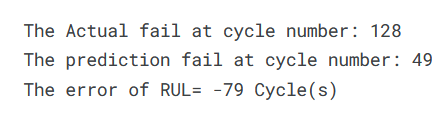 The Actual fail at cycle number: 128
The prediction fail at cycle number: 49
The error of RUL= -79 Cycle(s)